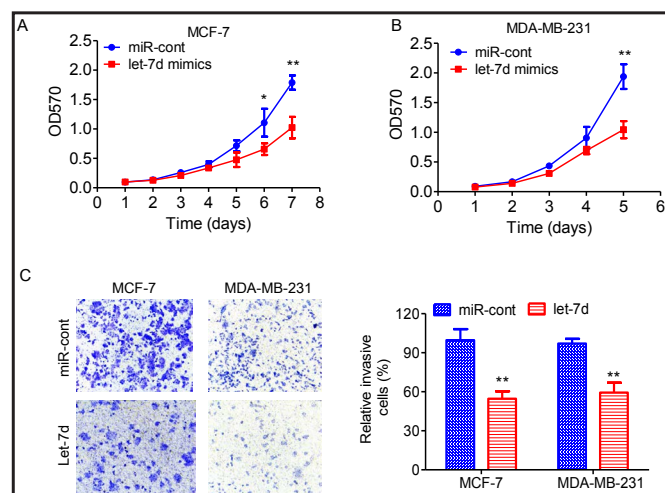 A
MCF-7
miR-cont
let-7d mimics
OD570
2.0
1.5
1.0
0.5
0.0
*
**
0 1 2 3 4 5 6 7 8
Time (days)
B
MDA-MB-231
miR-cont
let-7d mimics
OD570
2.5
2.0
1.5
1.0
0.5
0.0
**
0 1 2 3 4 5 6
Time (days)
C
MCF-7
MDA-MB-231
miR-cont
Let-7d
miR-cont
let-7d
Relative invasive
cells (%)
120
90
60
30
0
**
**
MCF-7
MDA-MB-231